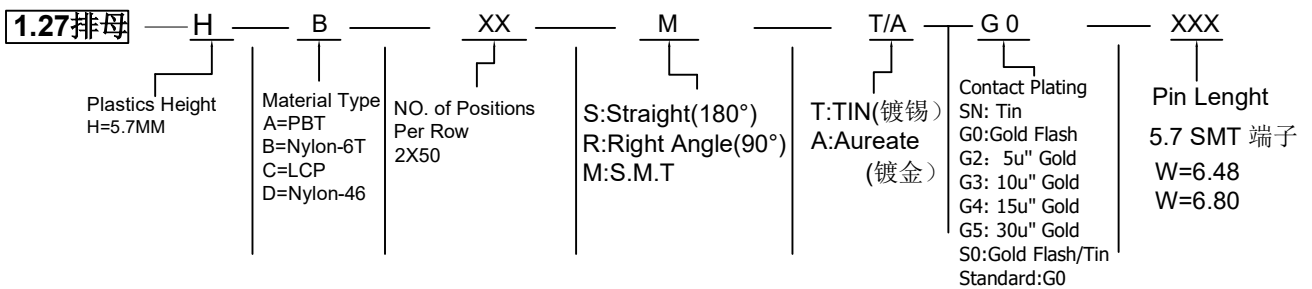 1.27排母 H B XX M T/A G 0 XXX
Plastics Height
H=5.7MM
Material Type
A=PBT
B=Nylon-6T
C=LCP
D=Nylon-46
NO. of Positions
Per Row
2X50
S:Straight(180°)
R:Right Angle(90°)
M:S.M.T
T:TIN(镀锡)
A:Aureate
(镀金)
Contact Plating
SN: Tin
G0:Gold Flash
G2: 5u" Gold
G3: 10u" Gold
G4: 15u" Gold
G5: 30u" Gold
S0:Gold Flash/Tin
Standard:G0
Pin Lenght
5.7 SMT 端子
W=6.48
W=6.80